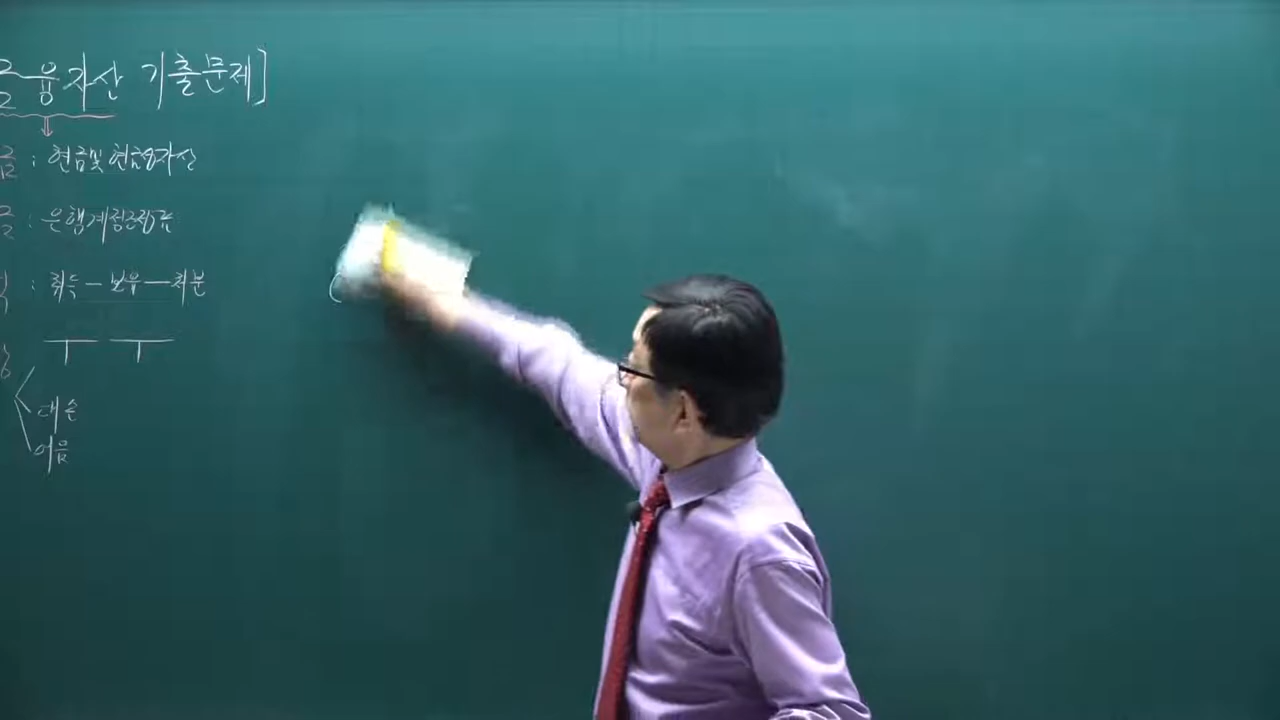 융자산 기출문제]
: 현금및현금성자산
: 은행계정조정표
: 취득 — 보유 — 처분
대손
어음